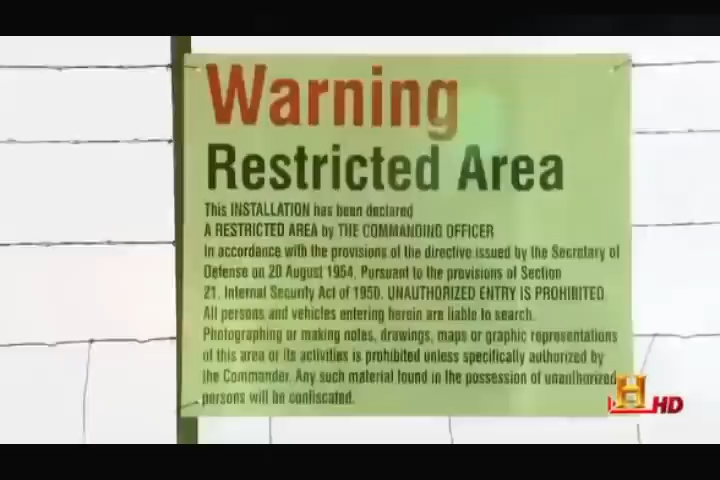 Warning
Restricted Area
This INSTALLATION has been declared
A RESTRICTED AREA by THE COMMANDING OFFICER
In accordance with the provisions of the directive issued by the Secretary of
Defense on 20 August 1954, Pursuant to the provisions of Section
21, Internal Security Act of 1950. UNAUTHORIZED ENTRY IS PROHIBITED
All persons and vehicles entering herein are liable to search.
Photographing or making notes, drawings, maps or graphic representations
of this area or its activities is prohibited unless specifically authorized by
the Commander. Any such material found in the possession of unauthorized
persons will be confiscated.
H HD